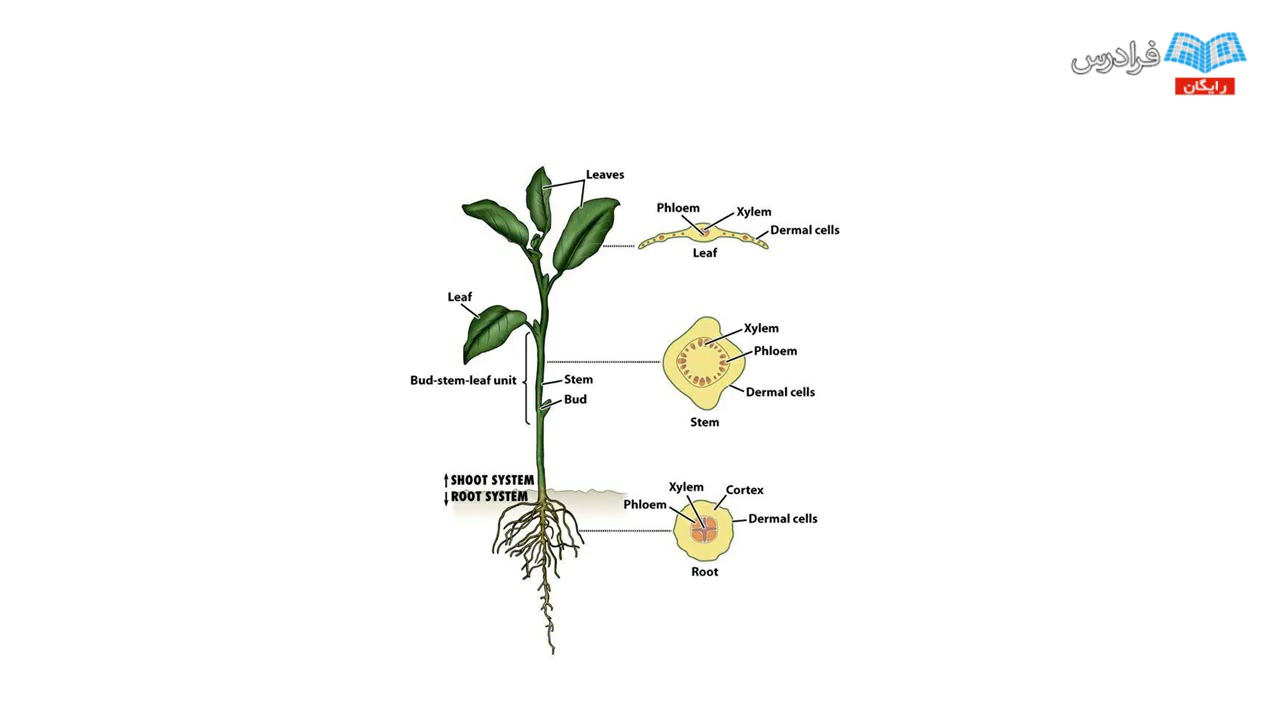 فرادرس
رایگان
Leaves
Phloem
Xylem
Dermal cells
Leaf
Leaf
Xylem
Phloem
Bud-stem-leaf unit
Stem
Bud
Dermal cells
Stem
SHOOT SYSTEM
ROOT SYSTEM
Xylem
Cortex
Phloem
Dermal cells
Root